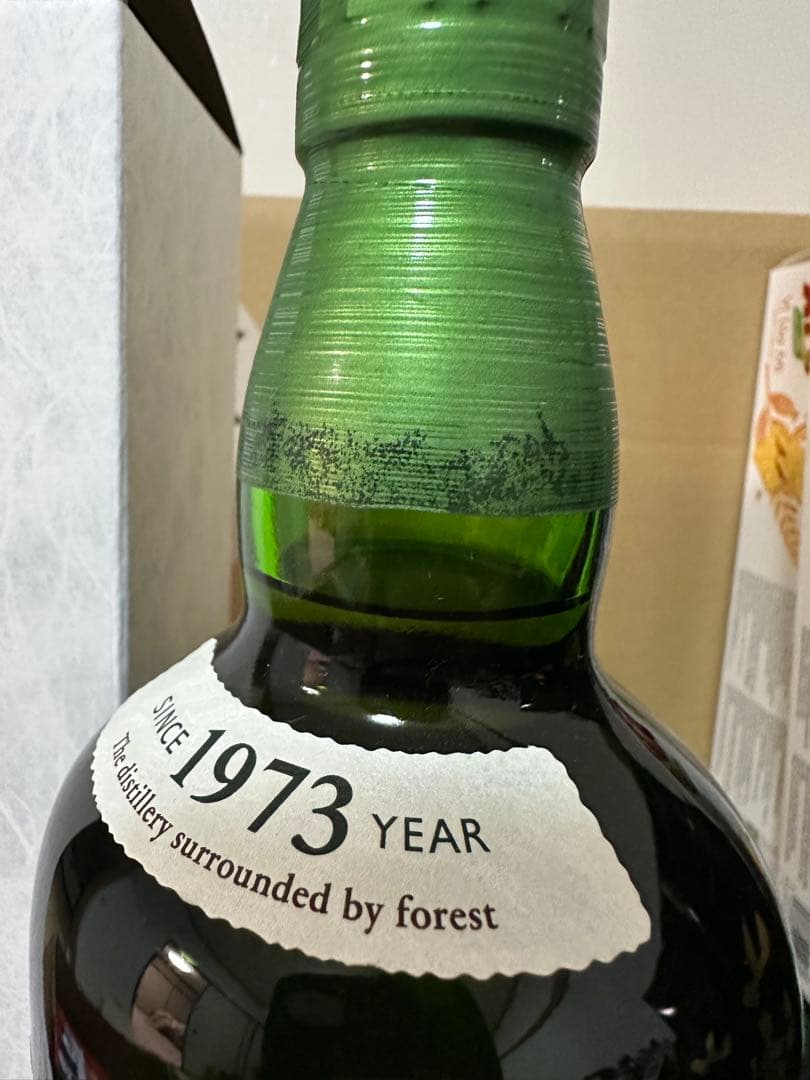 SINCE 1973 YEAR
The distillery surrounded by forest